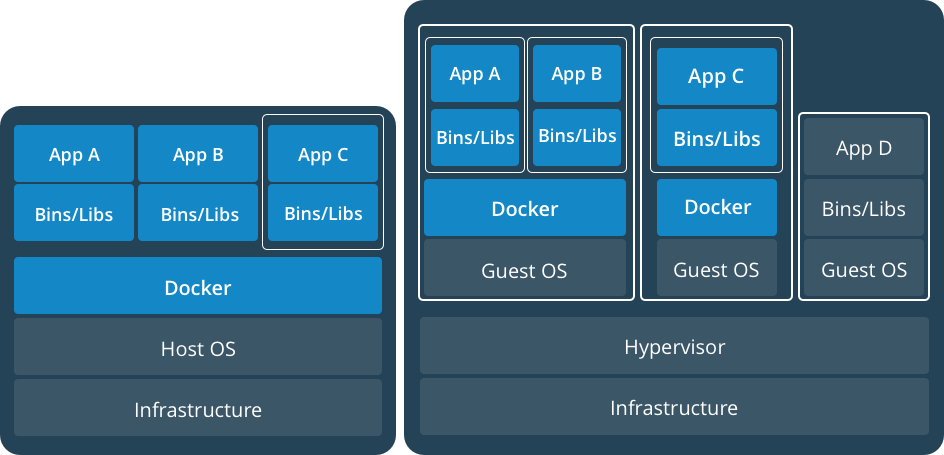 App A
App B
App C
Bins/Libs
Bins/Libs
Bins/Libs
Docker
Host OS
Infrastructure
App A
App B
App C
Bins/Libs
Bins/Libs
Bins/Libs
App D
Docker
Docker
Bins/Libs
Guest OS
Guest OS
Guest OS
Hypervisor
Infrastructure